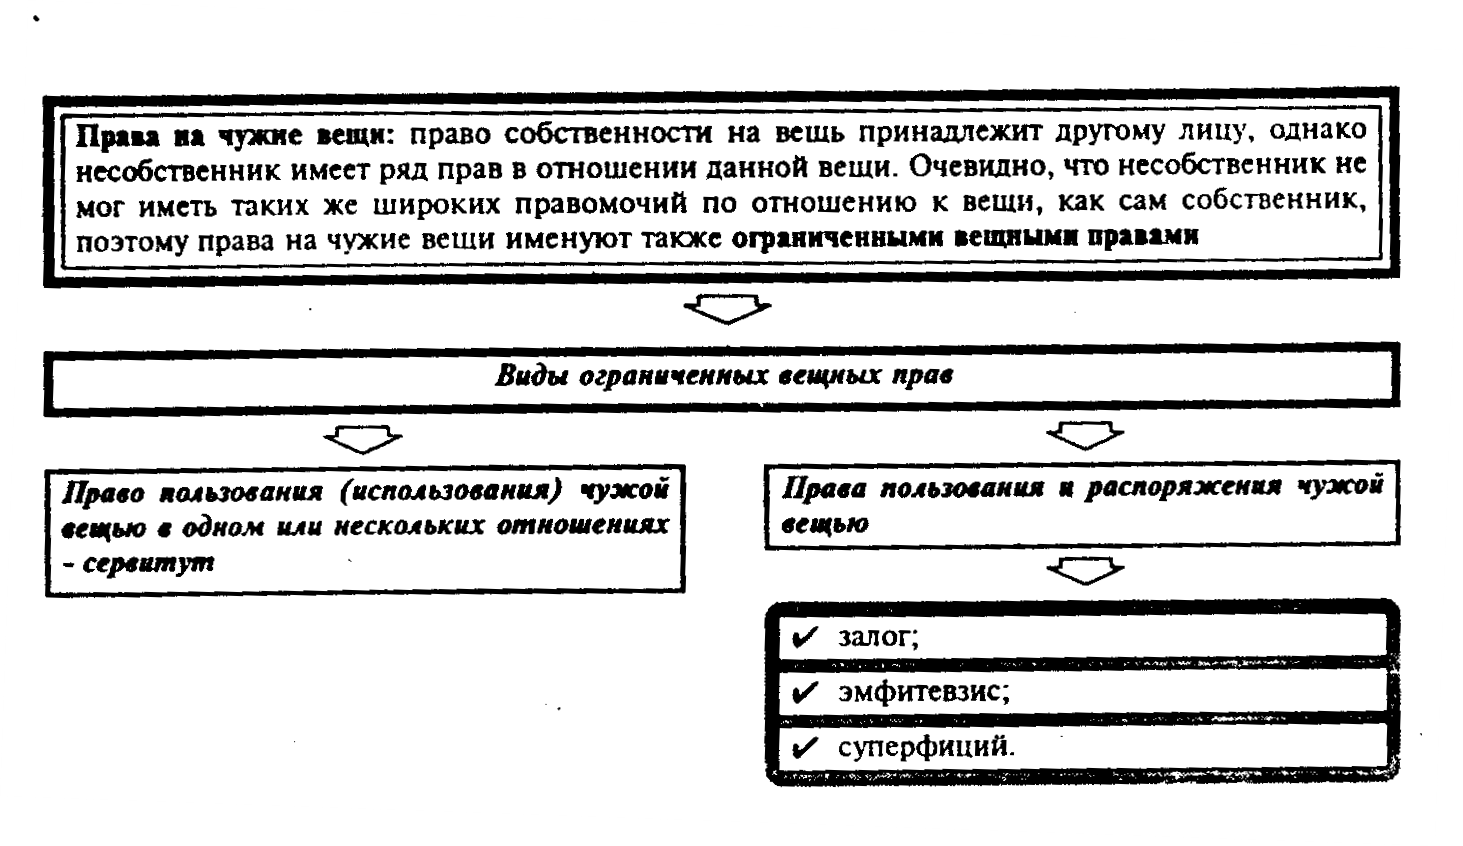 Права на чужие вещи: право собственности на вещь принадлежит другому лицу, однако
несобственник имеет ряд прав в отношении данной вещи. Очевидно, что несобственник не
мог иметь таких же широких правомочий по отношению к вещи, как сам собственник,
поэтому права на чужие вещи именуют также ограниченными вещными правами
Виды ограниченных вещных прав
Право пользования (использования) чужой
вещью в одном или нескольких отношениях
- сервитут
Права пользования и распоряжения чужой
вещью
✓ залог;
✓ эмфитевзис;
✓ суперфиций.